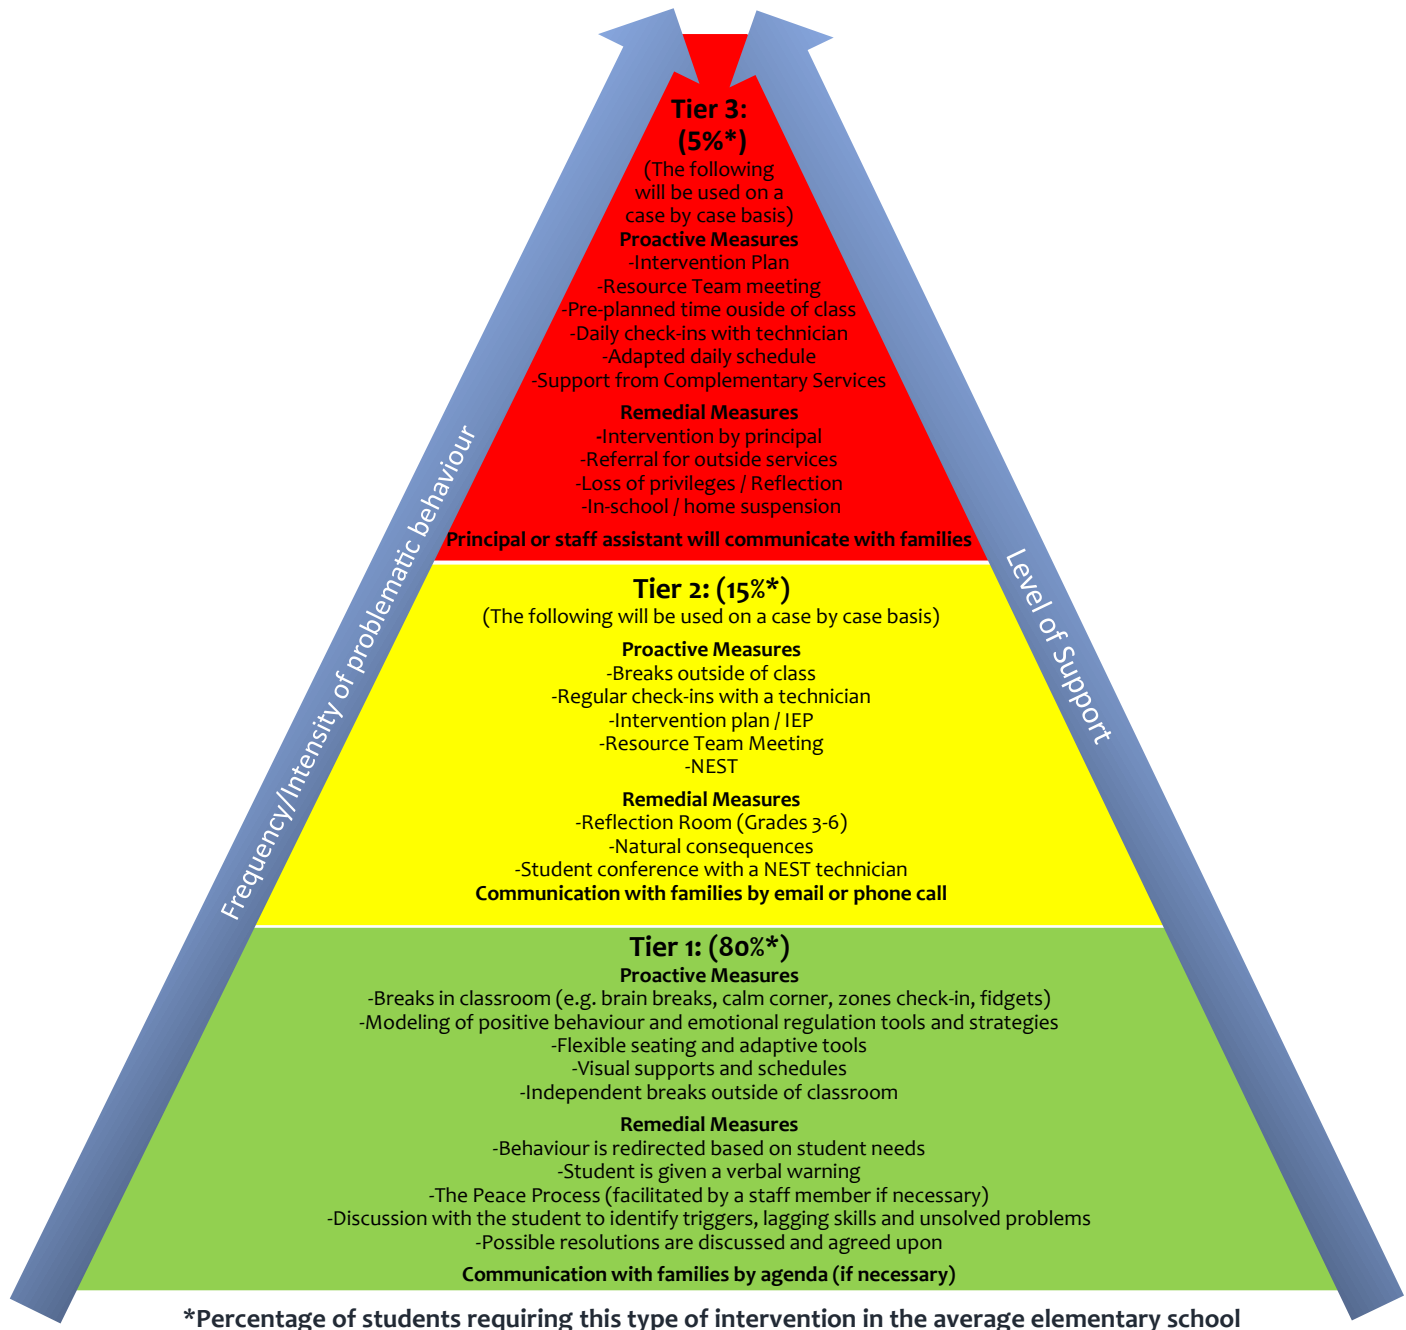 Tier 3:
(5%*)
(The following
will be used on a
case by case basis)
Proactive Measures
-Intervention Plan
-Resource Team meeting
-Pre-planned time ouside of class
-Daily check-ins with technician
-Adapted daily schedule
-Support from Complementary Services
Remedial Measures
-Intervention by principal
-Referral for outside services
-Loss of privileges / Reflection
-In-school / home suspension
Principal or staff assistant will communicate with families
Frequency/Intensity of problematic behaviour
Level of Support
Tier 2: (15%*)
(The following will be used on a case by case basis)
Proactive Measures
-Breaks outside of class
-Regular check-ins with a technician
-Intervention plan / IEP
-Resource Team Meeting
-NEST
Remedial Measures
-Reflection Room (Grades 3-6)
-Natural consequences
-Student conference with a NEST technician
Communication with families by email or phone call
Tier 1: (80%*)
Proactive Measures
-Breaks in classroom (e.g. brain breaks, calm corner, zones check-in, fidgets)
-Modeling of positive behaviour and emotional regulation tools and strategies
-Flexible seating and adaptive tools
-Visual supports and schedules
-Independent breaks outside of classroom
Remedial Measures
-Behaviour is redirected based on student needs
-Student is given a verbal warning
-The Peace Process (facilitated by a staff member if necessary)
-Discussion with the student to identify triggers, lagging skills and unsolved problems
-Possible resolutions are discussed and agreed upon
Communication with families by agenda (if necessary)
*Percentage of students requiring this type of intervention in the average elementary school